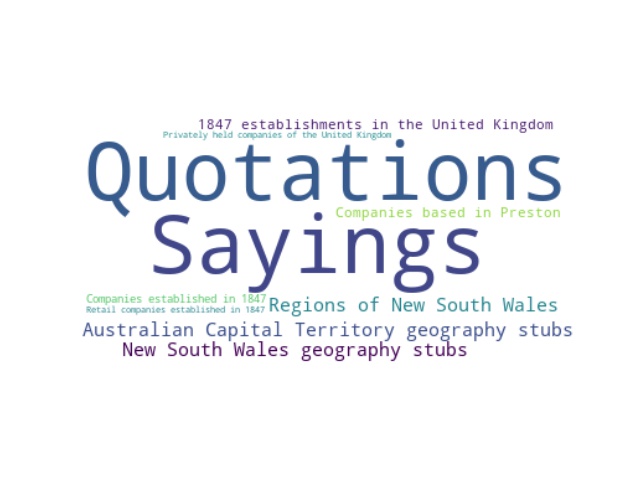 1847 establishments in the United Kingdom
Privately held companies of the United Kingdom
Quotations
Companies based in Preston
Sayings
Companies established in 1847
Regions of New South Wales
Retail companies established in 1847
Australian Capital Territory geography stubs
New South Wales geography stubs